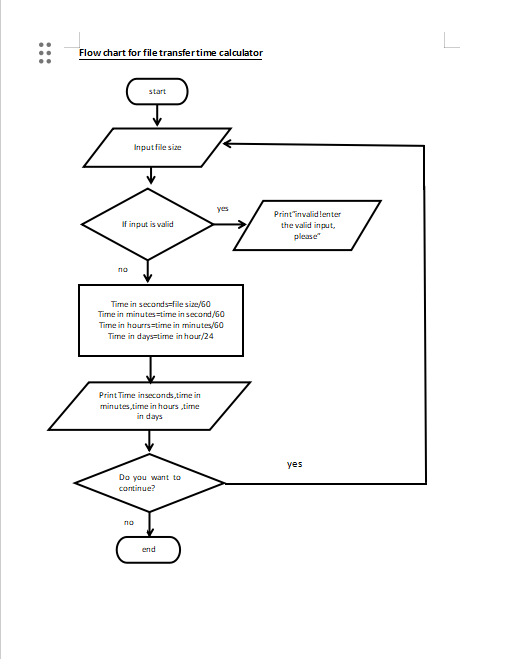 Flow chart for file transfer time calculator
start
Input file size
If input is valid
yes
Print"invalid!enter
the valid input,
please"
no
Time in seconds=file size/60
Time in minutes=time in second/60
Time in hourrs=time in minutes/60
Time in days=time in hour/24
Print Time inseconds,time in
minutes,time in hours ,time
in days
yes
Do you want to
continue?
no
end